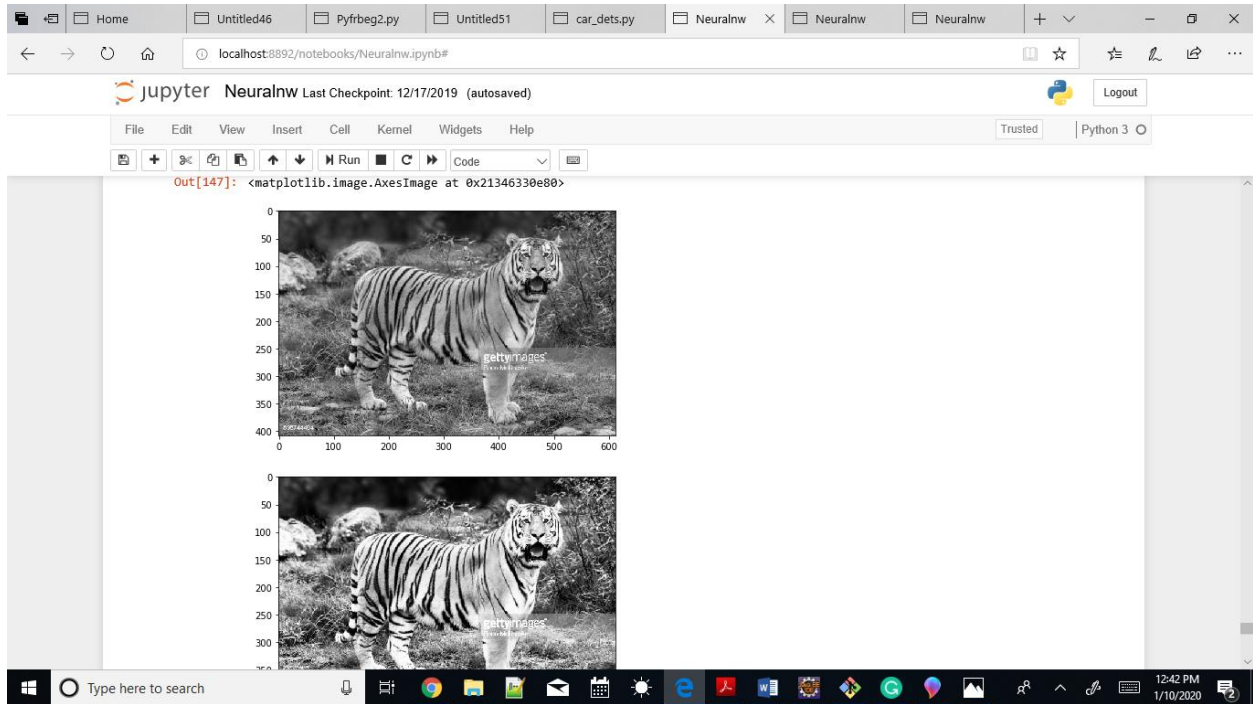 Home Untitled46 Pyfrbeg2.py Untitled51 car_dets.py Neuralnw Neuralnw Neuralnw
localhost:8892/notebooks/Neuralnw.ipynb#
jupyter Neuralnw Last Checkpoint: 12/17/2019 (autosaved) Logout
File Edit View Insert Cell Kernel Widgets Help Trusted Python 3
Run Code
Out[147]: <matplotlib.image.AxesImage at 0x21346330e80>
0
50
100
150
200
250
gettyimages
300
350
400
0 100 200 300 400 500 600
0
50
100
150
200
250
gettyimages
300
350
Type here to search
12:42 PM
1/10/2020
2